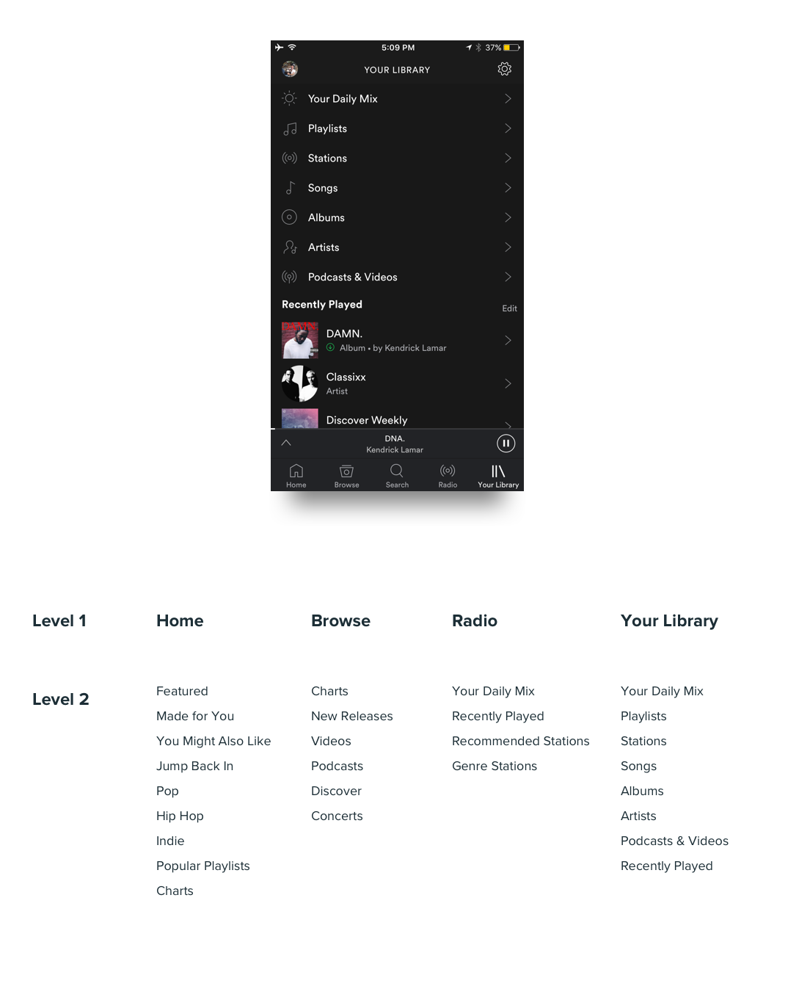 5:09 PM
37%
YOUR LIBRARY
Your Daily Mix
Playlists
Stations
Songs
Albums
Artists
Podcasts & Videos
Recently Played
Edit
DAMN.
DAMN.
Album • by Kendrick Lamar
Classixx
Artist
Discover Weekly
DNA.
Kendrick Lamar
Home
Browse
Search
Radio
Your Library
Level 1
Home
Browse
Radio
Your Library
Level 2
Featured
Made for You
You Might Also Like
Jump Back In
Pop
Hip Hop
Indie
Popular Playlists
Charts
Charts
New Releases
Videos
Podcasts
Discover
Concerts
Your Daily Mix
Recently Played
Recommended Stations
Genre Stations
Your Daily Mix
Playlists
Stations
Songs
Albums
Artists
Podcasts & Videos
Recently Played